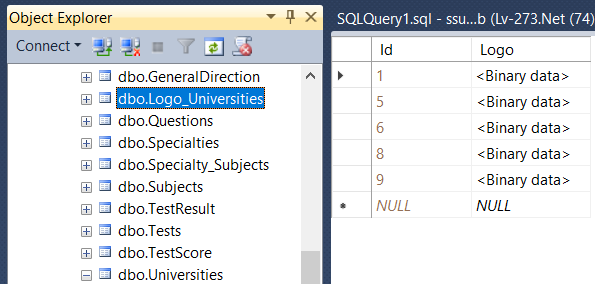 Object Explorer
Connect
dbo.GeneralDirection
dbo.Logo_Universities
dbo.Questions
dbo.Specialties
dbo.Specialty_Subjects
dbo.Subjects
dbo.TestResult
dbo.Tests
dbo.TestScore
dbo.Universities
SQLQuery1.sql - ssu...b (Lv-273.Net (74)
Id Logo
1 <Binary data>
5 <Binary data>
6 <Binary data>
8 <Binary data>
9 <Binary data>
NULL NULL